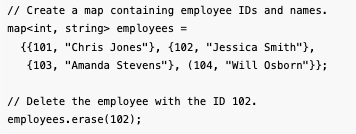 // Create a map containing employee IDs and names.
map<int, string> employees =
{{101, "Chris Jones"}, {102, "Jessica Smith"},
{103, "Amanda Stevens"}, (104, "Will Osborn"}};
// Delete the employee with the ID 102.
employees.erase(102);